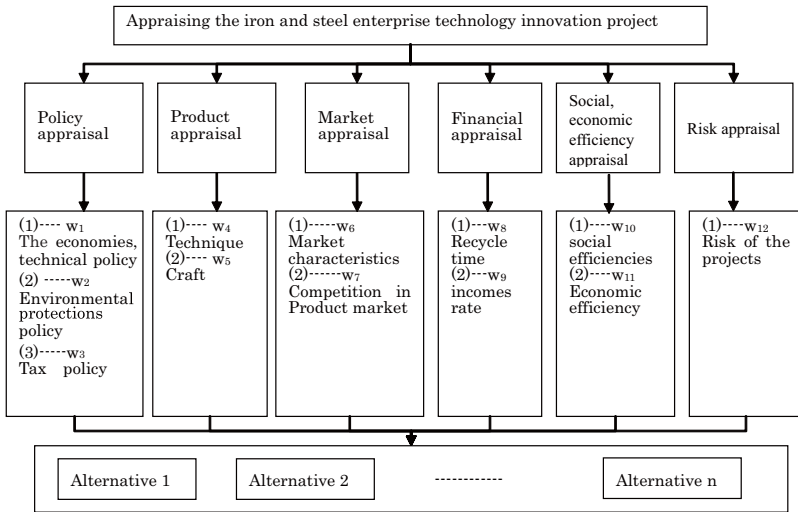 Appraising the iron and steel enterprise technology innovation project
Policy
appraisal
Product
appraisal
Market
appraisal
Financial
appraisal
Social,
economic
efficiency
appraisal
Risk appraisal
(1)---- w₁
The economies,
technical policy
(2) -----w₂
Environmental
protections
policy
(3)-----w₃
Tax policy
(1)---- w₄
Technique
(2)---- w₅
Craft
(1)-----w₆
Market
characteristics
(2)------w₇
Competition in
Product market
(1)----w₈
Recycle
time
(2)---w₉
incomes
rate
(1)----w₁₀
social
efficiencies
(2)----w₁₁
Economic
efficiency
(1)----w₁₂
Risk of the
projects
Alternative 1
Alternative 2
------------
Alternative n